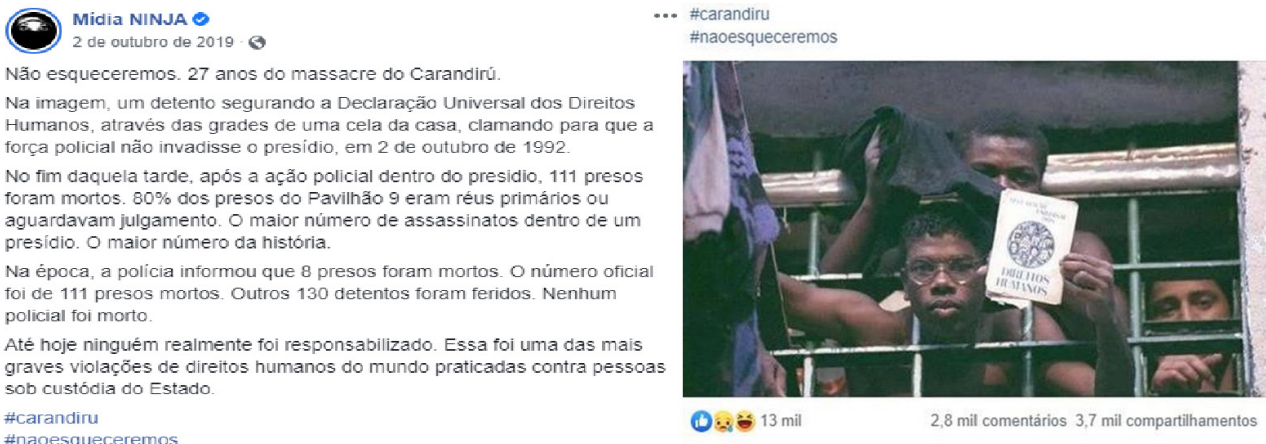 Mídia NINJA
2 de outubro de 2019 ·
Não esqueceremos. 27 anos do massacre do Carandirú.
Na imagem, um detento segurando a Declaração Universal dos Direitos
Humanos, através das grades de uma cela da casa, clamando para que a
força policial não invadisse o presídio, em 2 de outubro de 1992.
No fim daquela tarde, após a ação policial dentro do presidio, 111 presos
foram mortos. 80% dos presos do Pavilhão 9 eram réus primários ou
aguardavam julgamento. O maior número de assassinatos dentro de um
presídio. O maior número da história.
Na época, a polícia informou que 8 presos foram mortos. O número oficial
foi de 111 presos mortos. Outros 130 detentos foram feridos. Nenhum
policial foi morto.
Até hoje ninguém realmente foi responsabilizado. Essa foi uma das mais
graves violações de direitos humanos do mundo praticadas contra pessoas
sob custódia do Estado.
#carandiru
#naoesqueceremos
#carandiru
#naoesqueceremos
DECLARAÇÃO
UNIVERSAL
DOS
DIREITOS
HUMANOS
13 mil
2,8 mil comentários 3,7 mil compartilhamentos